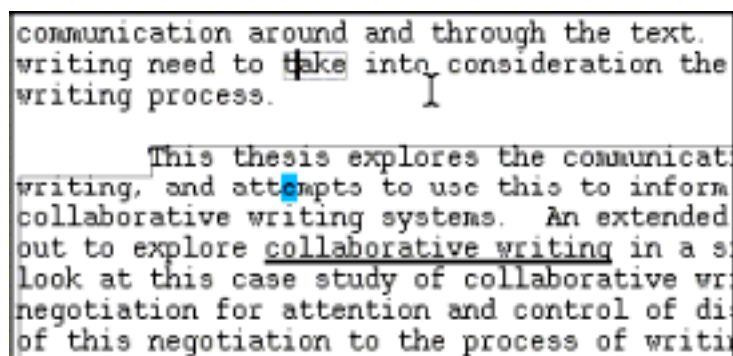 communication around and through the text.
writing need to take into consideration the
writing process.
This thesis explores the communicat
writing, and attempts to use this to inform
collaborative writing systems. An extended
out to explore collaborative writing in a s
look at this case study of collaborative wr
negotiation for attention and control of di
of this negotiation to the process of writi